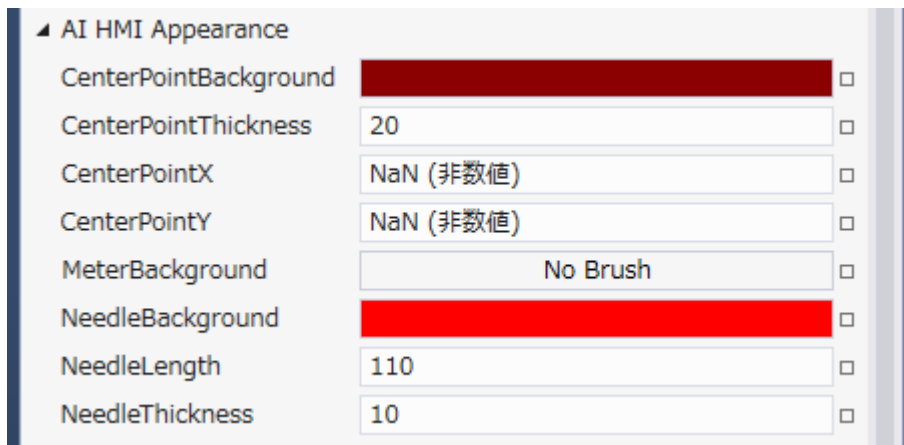 AI HMI Appearance
CenterPointBackground
CenterPointThickness 20
CenterPointX NaN (非数値)
CenterPointY NaN (非数値)
MeterBackground No Brush
NeedleBackground
NeedleLength 110
NeedleThickness 10